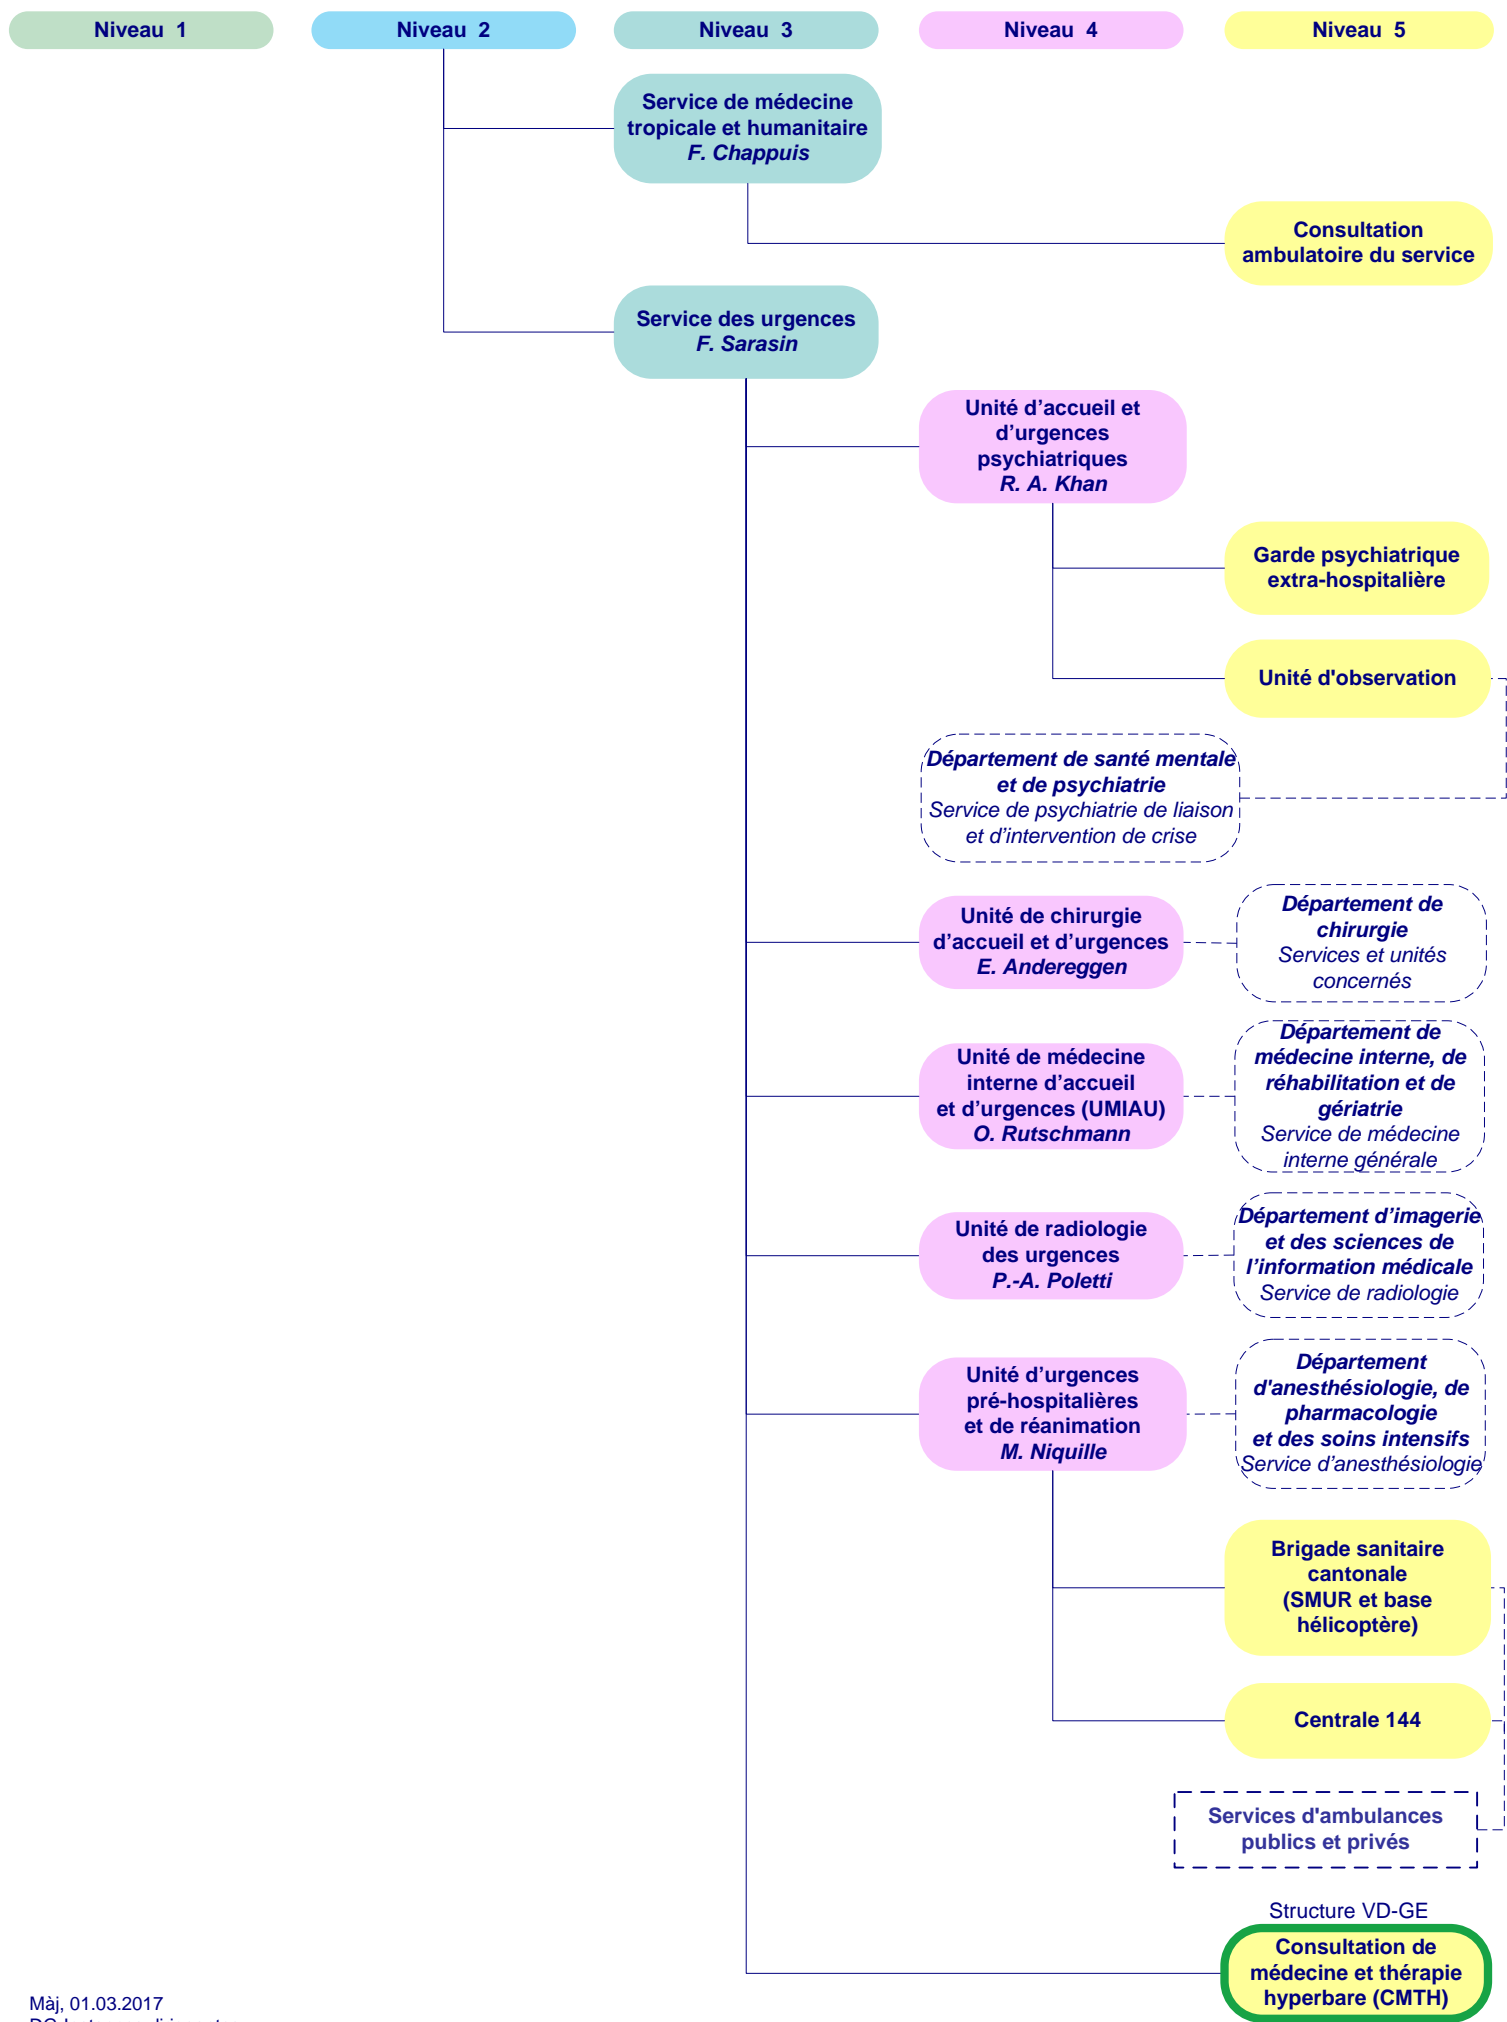 Niveau 1
Niveau 2
Niveau 3
Niveau 4
Niveau 5
Service de médecine
tropicale et humanitaire
F. Chappuis
Consultation
ambulatoire du service
Service des urgences
F. Sarasin
Unité d’accueil et
d’urgences
psychiatriques
R. A. Khan
Garde psychiatrique
extra-hospitalière
Unité d'observation
Département de santé mentale
et de psychiatrie
Service de psychiatrie de liaison
et d’intervention de crise
Unité de chirurgie
d’accueil et d’urgences
E. Andereggen
Département de
chirurgie
Services et unités
concernés
Unité de médecine
interne d’accueil
et d’urgences (UMIAU)
O. Rutschmann
Département de
médecine interne, de
réhabilitation et de
gériatrie
Service de médecine
interne générale
Unité de radiologie
des urgences
P.-A. Poletti
Département d’imagerie
et des sciences de
l’information médicale
Service de radiologie
Unité d’urgences
pré-hospitalières
et de réanimation
M. Niquille
Département
d'anesthésiologie, de
pharmacologie
et des soins intensifs
Service d’anesthésiologie
Brigade sanitaire
cantonale
(SMUR et base
hélicoptère)
Centrale 144
Services d'ambulances
publics et privés
Structure VD-GE
Consultation de
médecine et thérapie
hyperbare (CMTH)
Màj, 01.03.2017